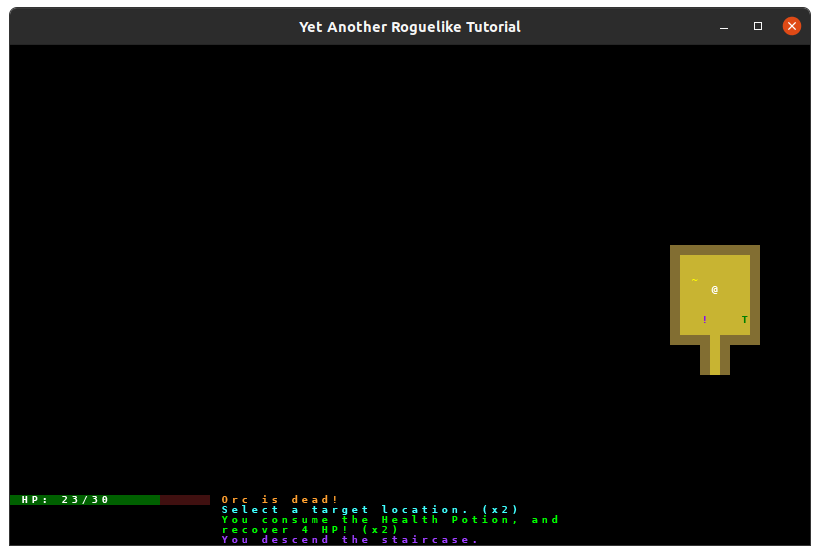 Yet Another Roguelike Tutorial
~
@
! T
HP: 23/30
Orc is dead!
Select a target location. (x2)
You consume the Health Potion, and
recover 4 HP! (x2)
You descend the staircase.